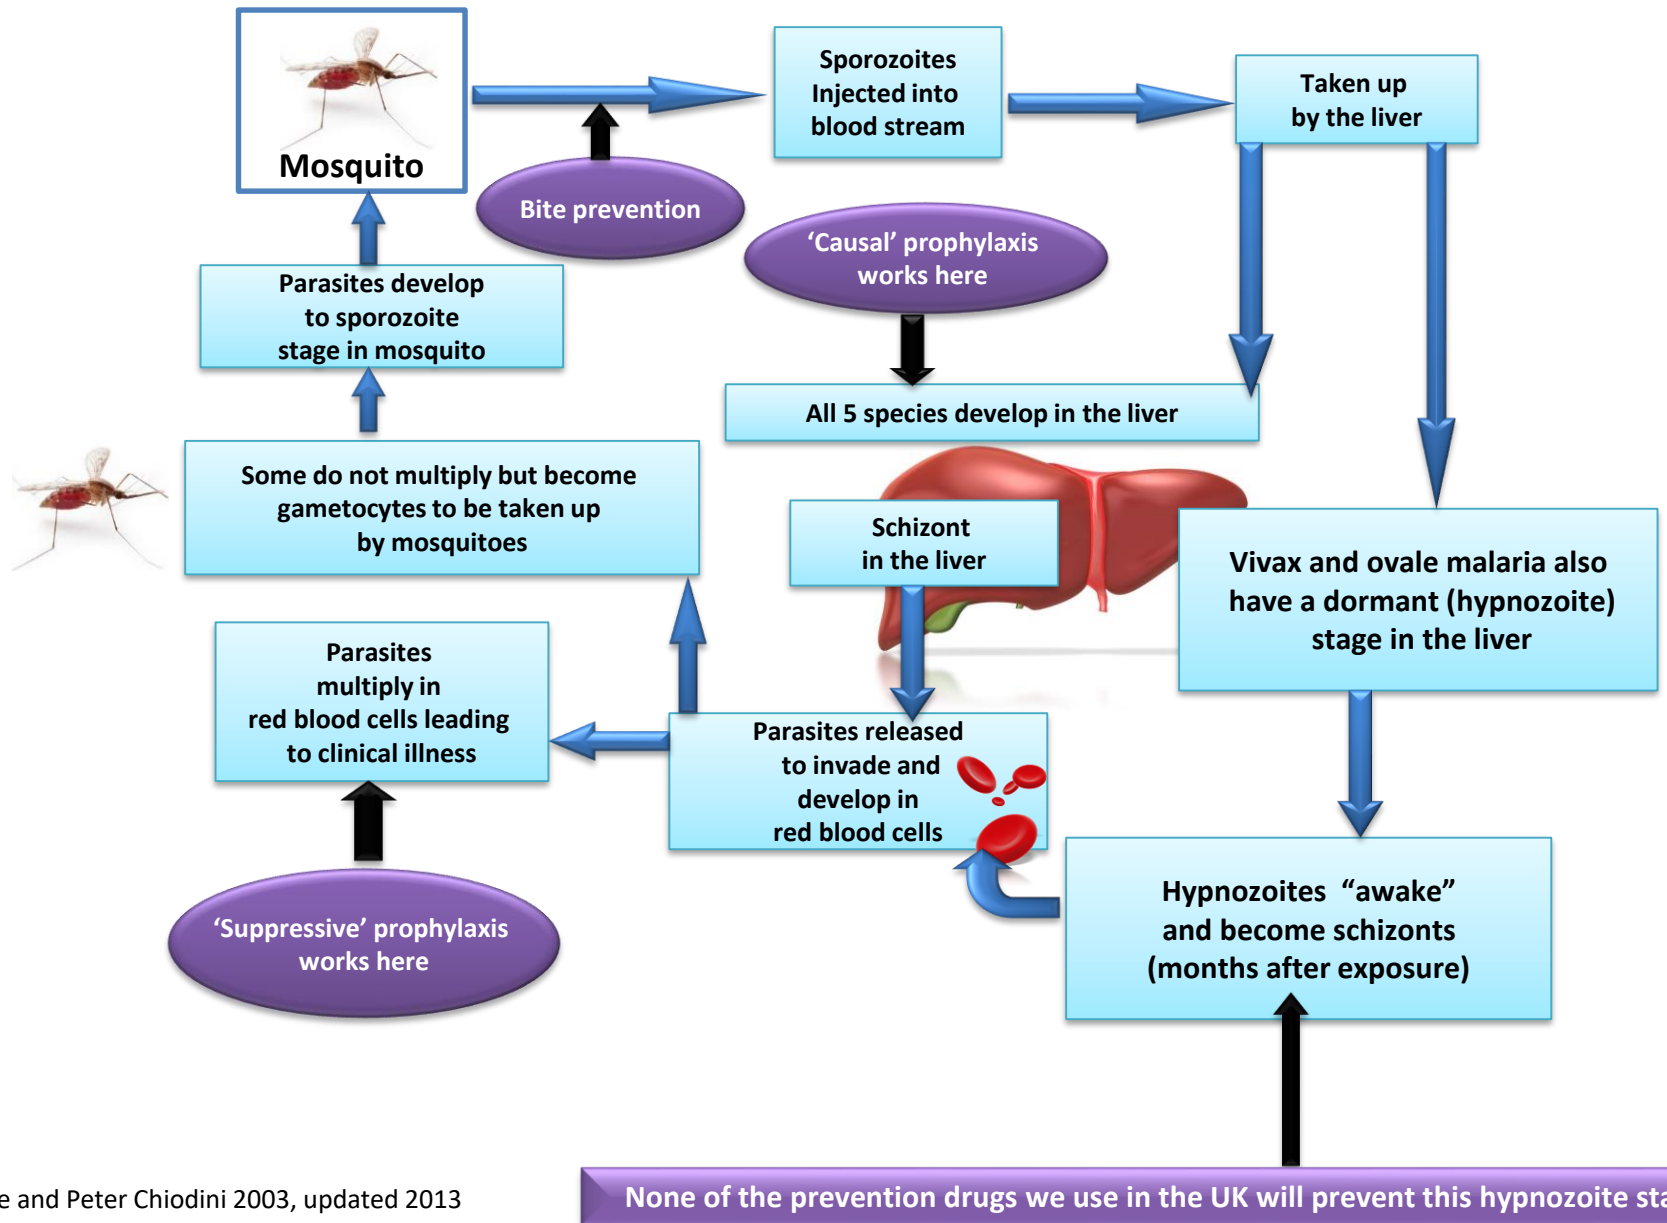 Mosquito
Sporozoites
Injected into
blood stream
Taken up
by the liver
Bite prevention
‘Causal’ prophylaxis
works here
Parasites develop
to sporozoite
stage in mosquito
All 5 species develop in the liver
Some do not multiply but become
gametocytes to be taken up
by mosquitoes
Schizont
in the liver
Vivax and ovale malaria also
have a dormant (hypnozoite)
stage in the liver
Parasites
multiply in
red blood cells leading
to clinical illness
Parasites released
to invade and
develop in
red blood cells
‘Suppressive’ prophylaxis
works here
Hypnozoites “awake”
and become schizonts
(months after exposure)
and Peter Chiodini 2003, updated 2013
None of the prevention drugs we use in the UK will prevent this hypnozoite